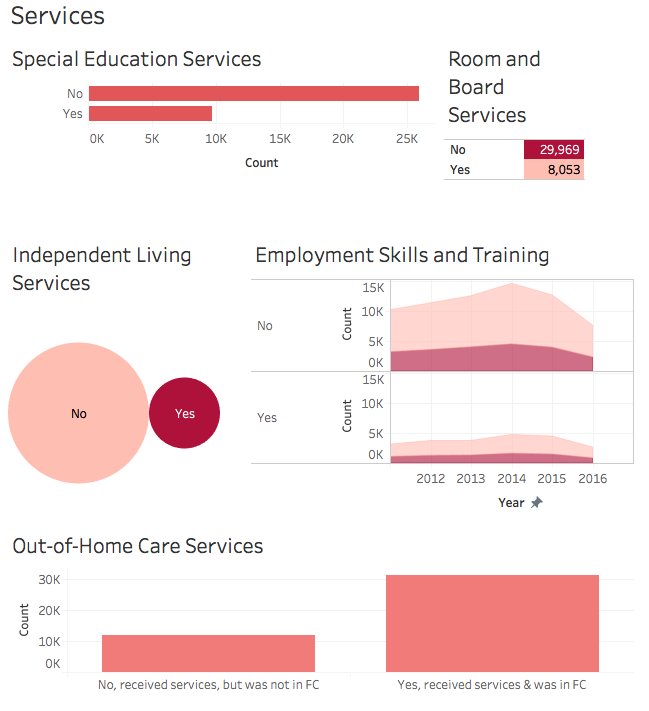 Services
Special Education Services
No
Yes
0K 5K 10K 15K 20K 25K
Count
Room and
Board
Services
No 29,969
Yes 8,053
Independent Living
Services
No
Yes
Employment Skills and Training
No
Count
15K
10K
5K
0K
Yes
Count
15K
10K
5K
0K
2012 2013 2014 2015 2016
Year
Out-of-Home Care Services
Count
30K
20K
10K
0K
No, received services, but was not in FC
Yes, received services & was in FC